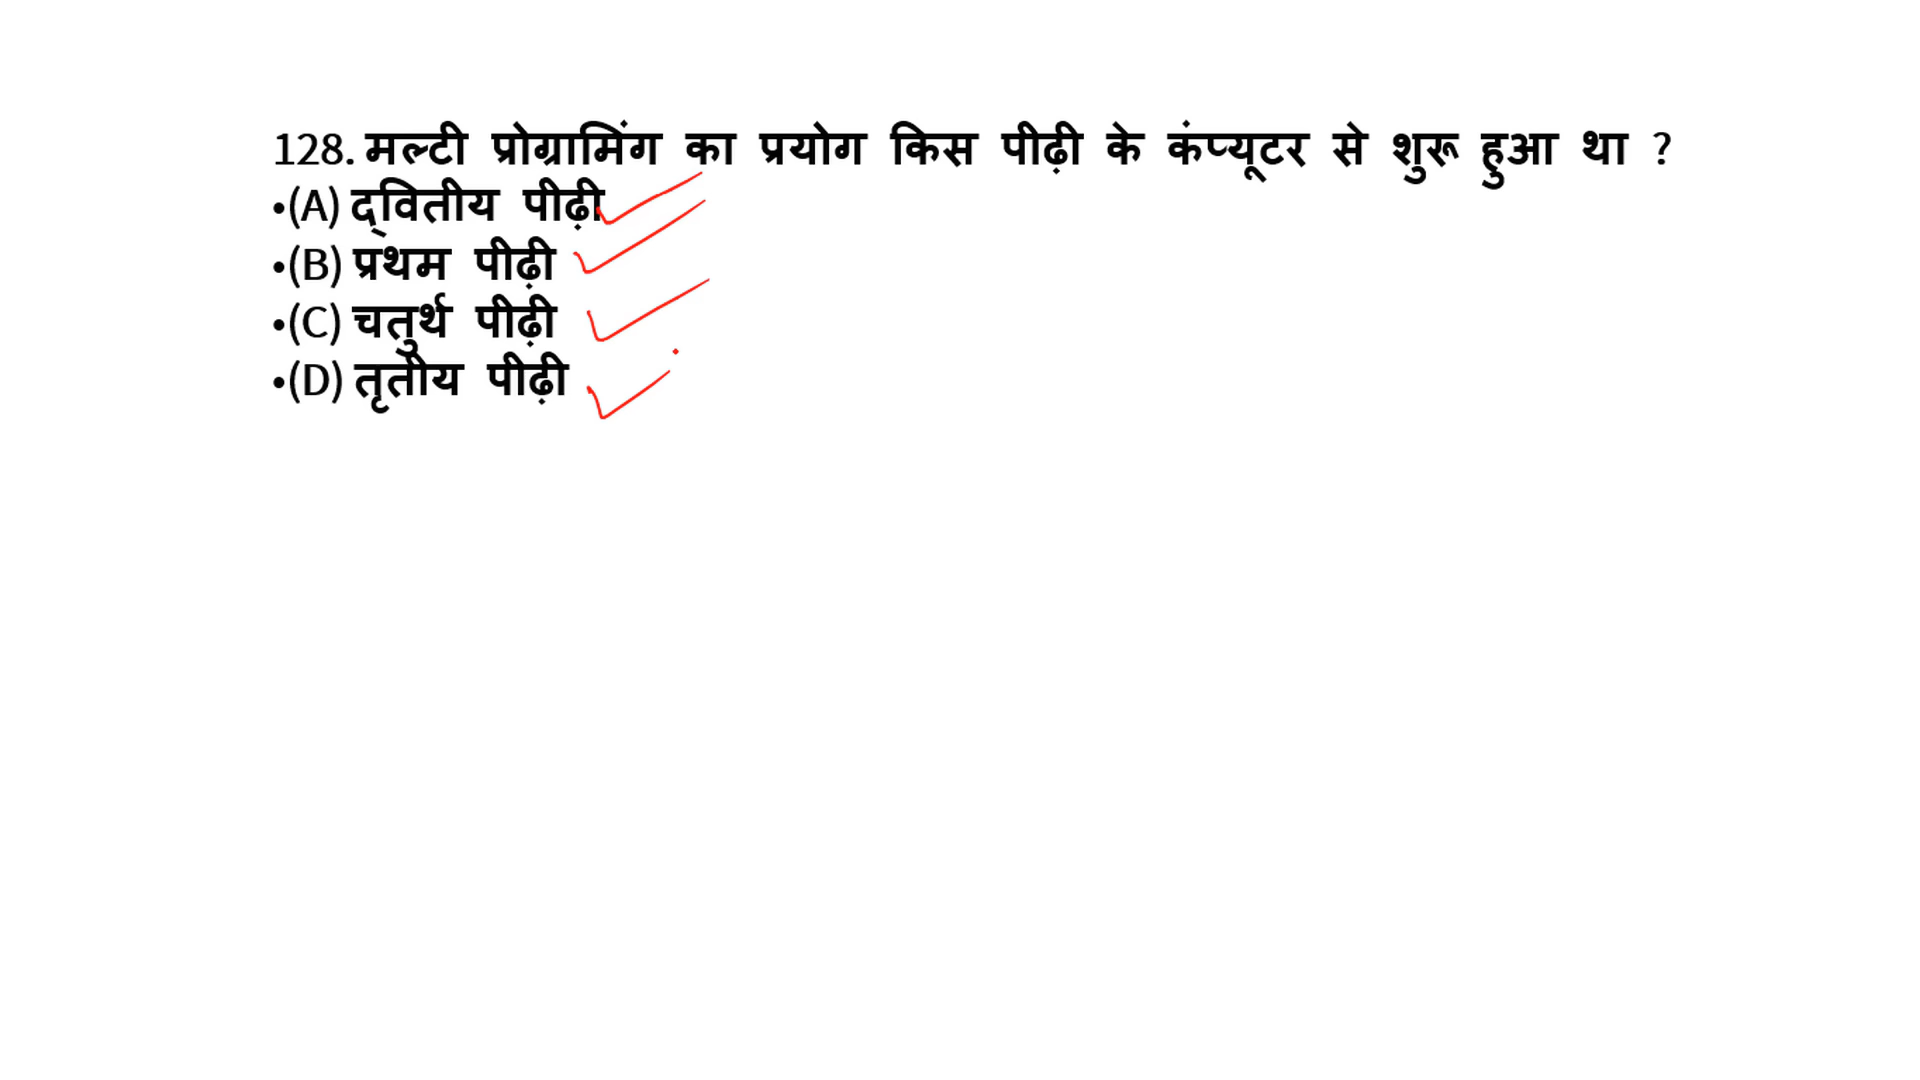 128. मल्टी प्रोग्रामिंग का प्रयोग किस पीढ़ी के कंप्यूटर से शुरू हुआ था ?
•(A) द्वितीय पीढ़ी
•(B) प्रथम पीढ़ी
•(C) चतुर्थ पीढ़ी
•(D) तृतीय पीढ़ी